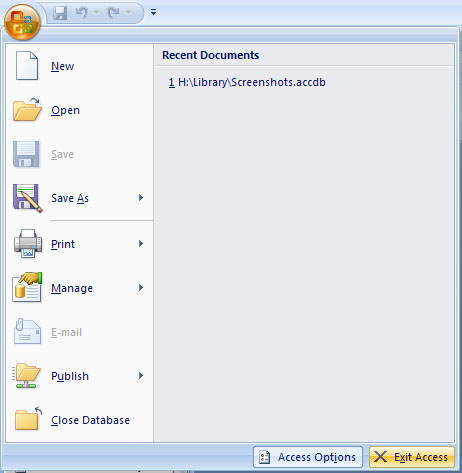 Recent Documents
1 H:\Library\Screenshots.accdb
New
Open
Save
Save As
Print
Manage
E-mail
Publish
Close Database
Access Options
Exit Access